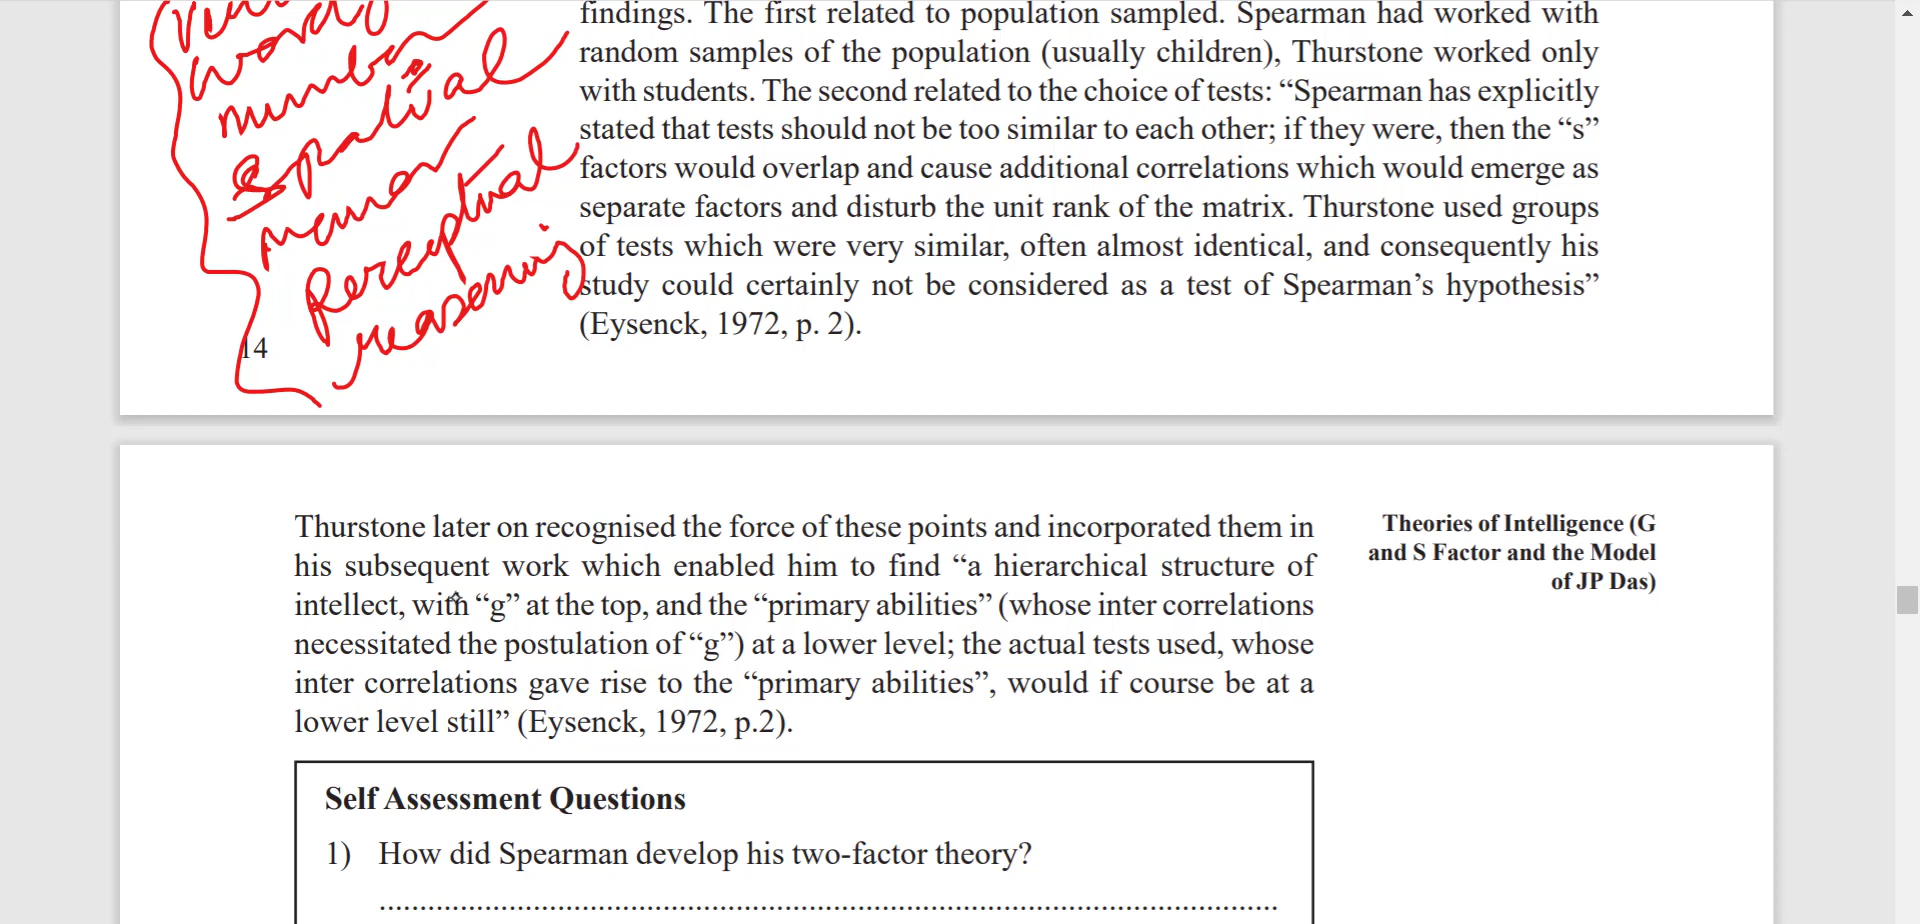 word
number
spatial
memor
perceptual
reasoning
findings. The first related to population sampled. Spearman had worked with
random samples of the population (usually children), Thurstone worked only
with students. The second related to the choice of tests: “Spearman has explicitly
stated that tests should not be too similar to each other; if they were, then the “s”
factors would overlap and cause additional correlations which would emerge as
separate factors and disturb the unit rank of the matrix. Thurstone used groups
of tests which were very similar, often almost identical, and consequently his
study could certainly not be considered as a test of Spearman’s hypothesis”
(Eysenck, 1972, p. 2).
14
Thurstone later on recognised the force of these points and incorporated them in
his subsequent work which enabled him to find “a hierarchical structure of
intellect, with “g” at the top, and the “primary abilities” (whose inter correlations
necessitated the postulation of “g”) at a lower level; the actual tests used, whose
inter correlations gave rise to the “primary abilities”, would if course be at a
lower level still” (Eysenck, 1972, p.2).
Theories of Intelligence (G
and S Factor and the Model
of JP Das)
Self Assessment Questions
1) How did Spearman develop his two-factor theory?